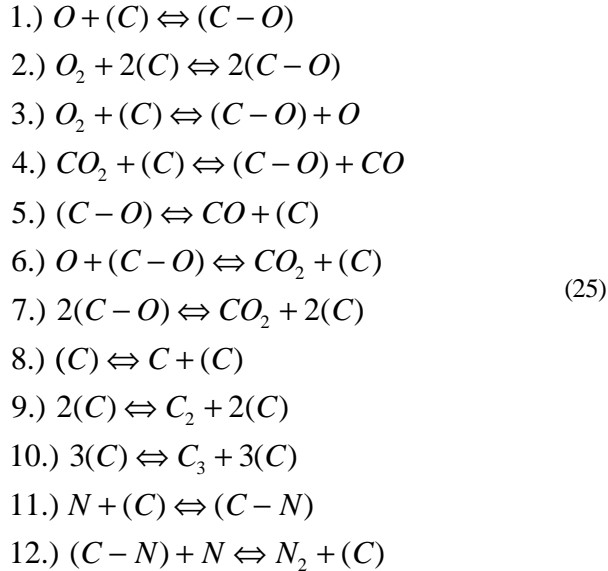 1.) O + (C) ⇔ (C − O)
2.) O₂ + 2(C) ⇔ 2(C − O)
3.) O₂ + (C) ⇔ (C − O) + O
4.) CO₂ + (C) ⇔ (C − O) + CO
5.) (C − O) ⇔ CO + (C)
6.) O + (C − O) ⇔ CO₂ + (C)
(25)
7.) 2(C − O) ⇔ CO₂ + 2(C)
8.) (C) ⇔ C + (C)
9.) 2(C) ⇔ C₂ + 2(C)
10.) 3(C) ⇔ C₃ + 3(C)
11.) N + (C) ⇔ (C − N)
12.) (C − N) + N ⇔ N₂ + (C)